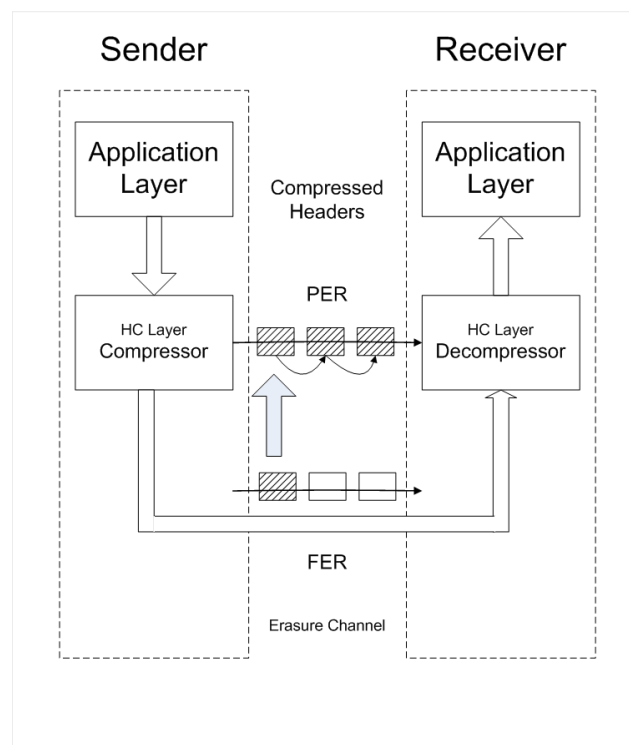 Sender
Receiver
Application
Layer
Application
Layer
Compressed
Headers
PER
HC Layer
Compressor
HC Layer
Decompressor
FER
Erasure Channel